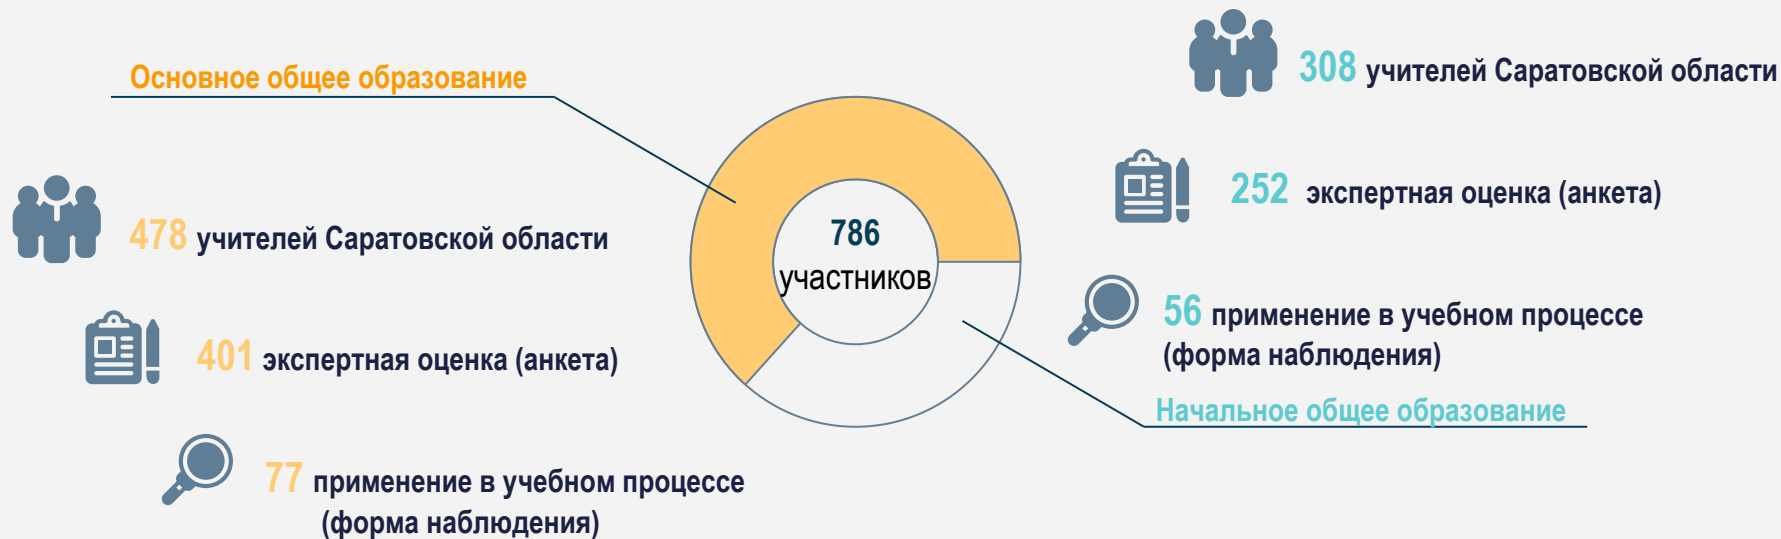 Основное общее образование
478 учителей Саратовской области
401 экспертная оценка (анкета)
77 применение в учебном процессе
(форма наблюдения)
786
участников
308 учителей Саратовской области
252 экспертная оценка (анкета)
56 применение в учебном процессе
(форма наблюдения)
Начальное общее образование